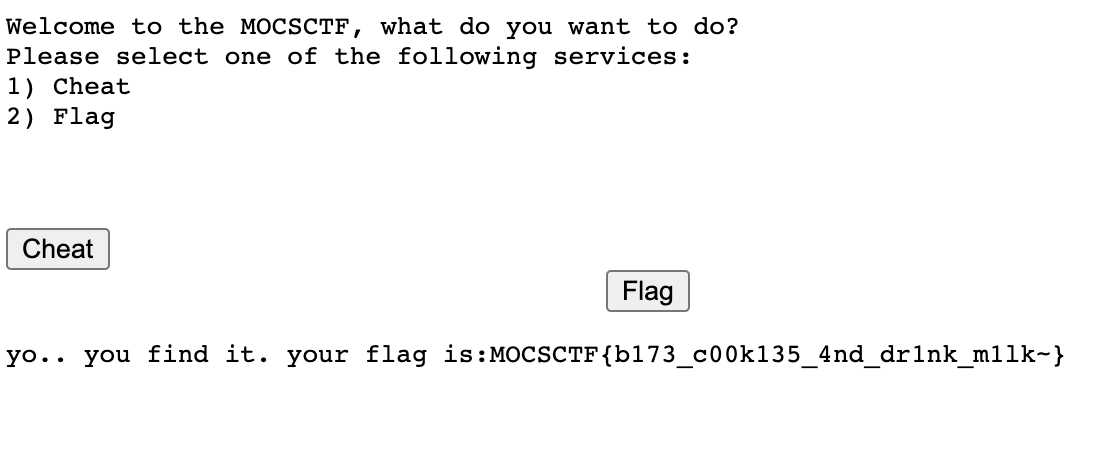 Welcome to the MOCSCTF, what do you want to do?
Please select one of the following services:
1) Cheat
2) Flag
Cheat
Flag
yo.. you find it. your flag is:MOCSCTF{b173_c00k135_4nd_dr1nk_m1lk~}